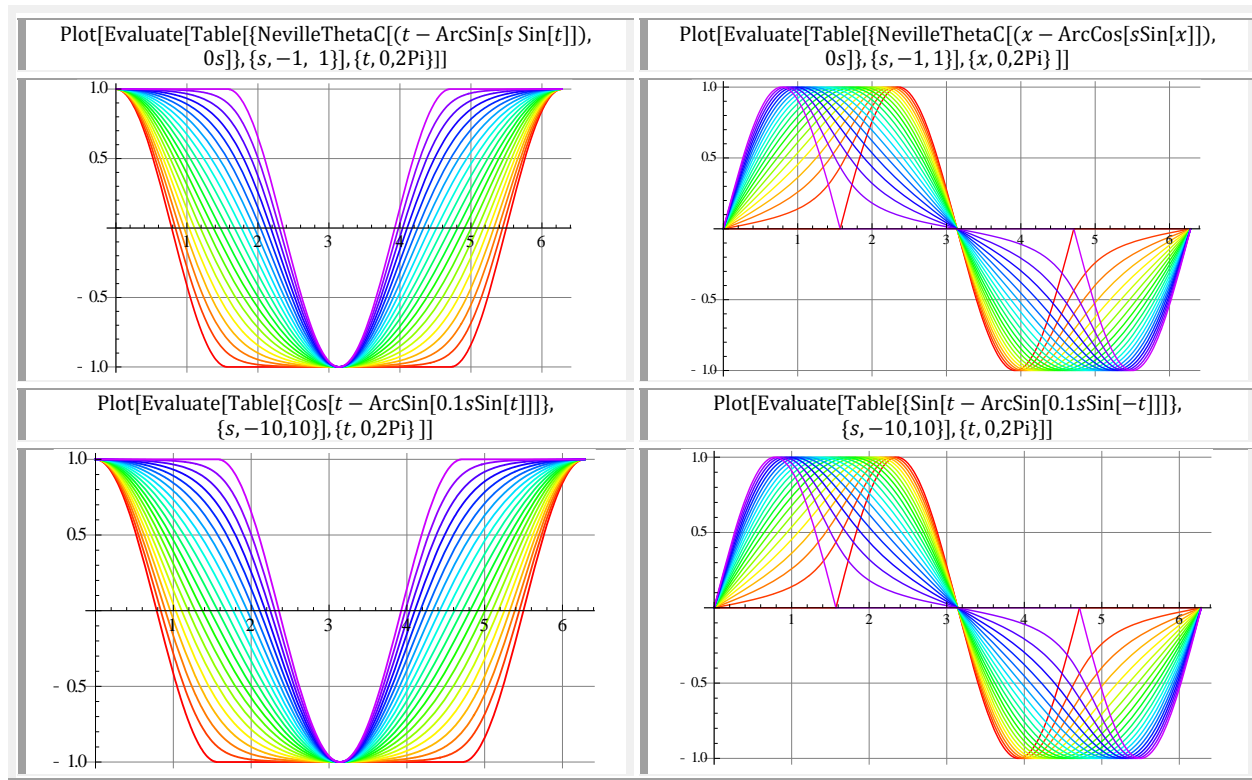 Plot[Evaluate[Table[{NevilleThetaC[(t − ArcSin[s Sin[t]]),
0s]}, {s, −1, 1}], {t, 0,2Pi}]]
Plot[Evaluate[Table[{NevilleThetaC[(x − ArcCos[sSin[x]]),
0s]}, {s, −1, 1}], {x, 0,2Pi} ]]
1.0
0.5
- 0.5
- 1.0
1 2 3 4 5 6
1.0
0.5
- 0.5
- 1.0
1 2 3 4 5 6
Plot[Evaluate[Table[{Cos[t − ArcSin[0.1sSin[t]]]},
{s, −10,10}], {t, 0,2Pi} ]]
Plot[Evaluate[Table[{Sin[t − ArcSin[0.1sSin[−t]]]},
{s, −10,10}], {t, 0,2Pi}]]
1.0
0.5
- 0.5
- 1.0
1 2 3 4 5 6
1.0
0.5
- 0.5
- 1.0
1 2 3 4 5 6